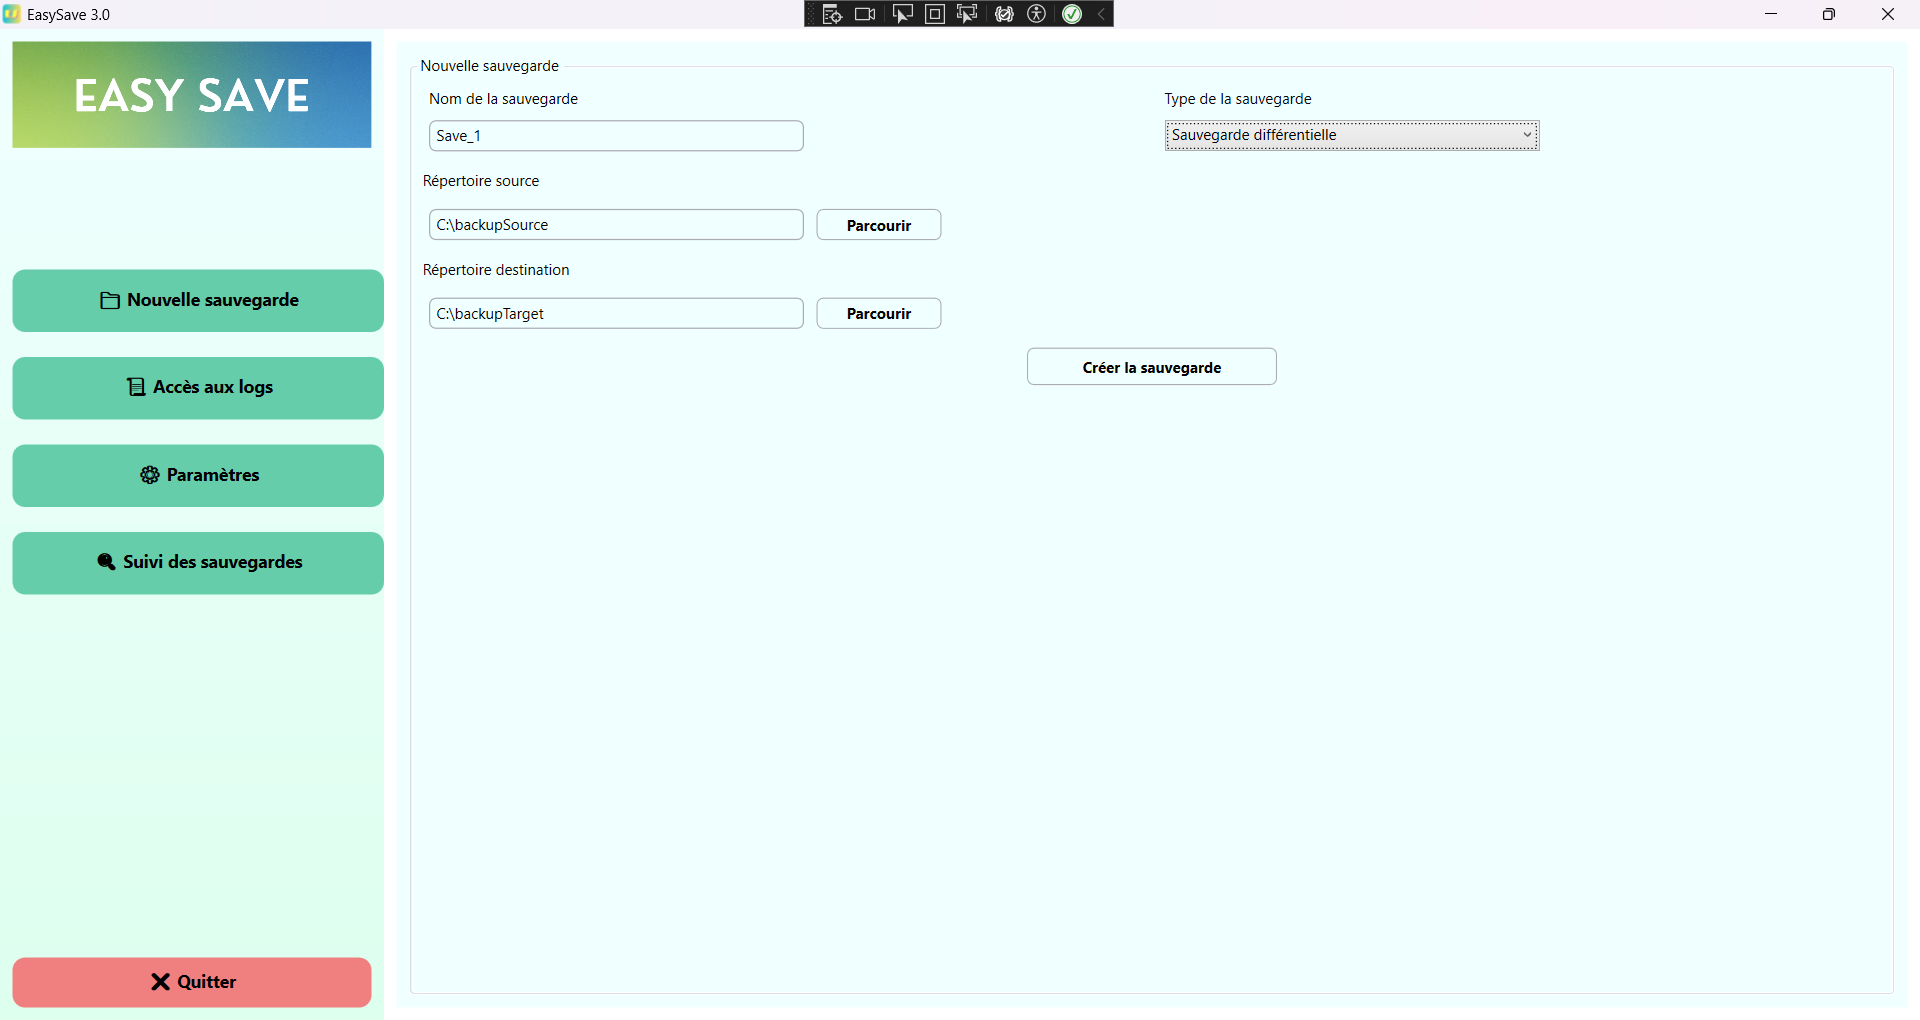 EasySave 3.0
EASY SAVE
Nouvelle sauvegarde
Accès aux logs
Paramètres
Suivi des sauvegardes
Quitter
Nouvelle sauvegarde
Nom de la sauvegarde
Save_1
Type de la sauvegarde
Sauvegarde différentielle
Répertoire source
C:\backupSource
Parcourir
Répertoire destination
C:\backupTarget
Parcourir
Créer la sauvegarde